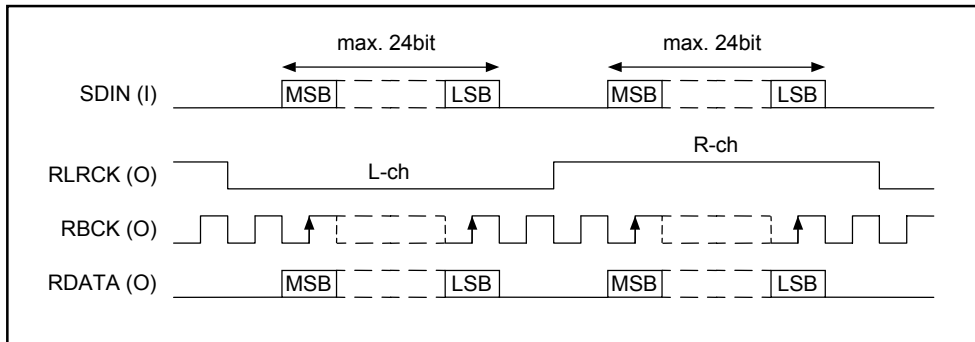 max. 24bit max. 24bit
SDIN (I) MSB LSB MSB LSB
R-ch
RLRCK (O) L-ch
RBCK (O)
RDATA (O) MSB LSB MSB LSB